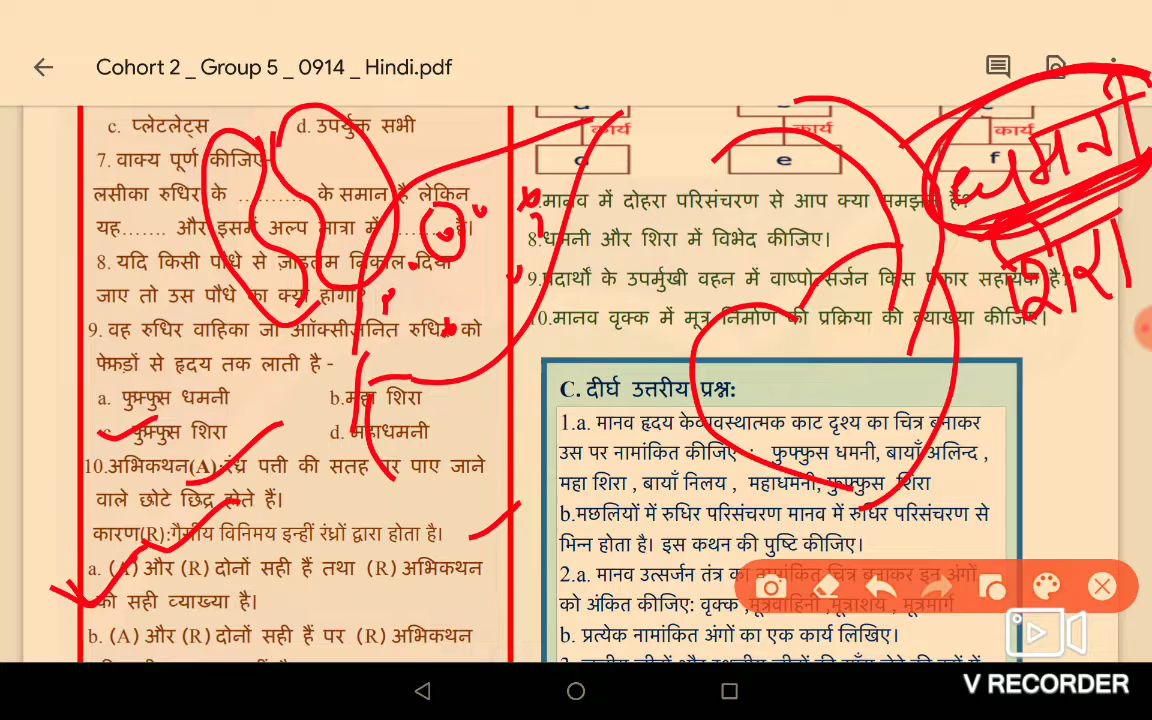 Cohort 2 _ Group 5 _ 0914 _ Hindi.pdf
c. प्लेटलेट्स d. उपर्युक्त सभी
7. वाक्य पूर्ण कीजिए-
लसीका रुधिर के ........... के समान है लेकिन
यह....... और इसमें अल्प मात्रा में ........ है।
8. यदि किसी पौधे से ज़ाइलम निकाल दिया
जाए तो उस पौधे का क्या होगा?
9. वह रुधिर वाहिका जो ऑक्सीजनित रुधिर को
फेफड़ों से हृदय तक लाती है -
a. फुफ्फुस धमनी b.महा शिरा
c. फुफ्फुस शिरा d. महाधमनी
10.अभिकथन(A):रंध्र पत्ती की सतह पर पाए जाने
वाले छोटे छिद्र होते हैं।
कारण(R):गैसीय विनिमय इन्हीं रंध्रों द्वारा होता है।
a. (A) और (R) दोनों सही हैं तथा (R) अभिकथन
की सही व्याख्या है।
b. (A) और (R) दोनों सही हैं पर (R) अभिकथन
कार्य कार्य कार्य
d e f
7.मानव में दोहरा परिसंचरण से आप क्या समझते हैं?
8.धमनी और शिरा में विभेद कीजिए।
9.पदार्थों के उपर्मुखी वहन में वाष्पोत्सर्जन किस प्रकार सहायक है?
10.मानव वृक्क में मूत्र निर्माण की प्रक्रिया की व्याख्या कीजिए।
धमनी
शिरा
C. दीर्घ उत्तरीय प्रश्न:
1.a. मानव हृदय केव्यवस्थात्मक काट दृश्य का चित्र बनाकर
उस पर नामांकित कीजिए : फुफ्फुस धमनी, बायाँ अलिन्द ,
महा शिरा , बायाँ निलय , महाधमनी, फुफ्फुस शिरा
b.मछलियों में रुधिर परिसंचरण मानव में रुधिर परिसंचरण से
भिन्न होता है। इस कथन की पुष्टि कीजिए।
2.a. मानव उत्सर्जन तंत्र का नामांकित चित्र बनाकर इन अंगों
को अंकित कीजिए: वृक्क ,मूत्रवाहिनी ,मूत्राशय , मूत्रमार्ग
b. प्रत्येक नामांकित अंगों का एक कार्य लिखिए।
V RECORDER